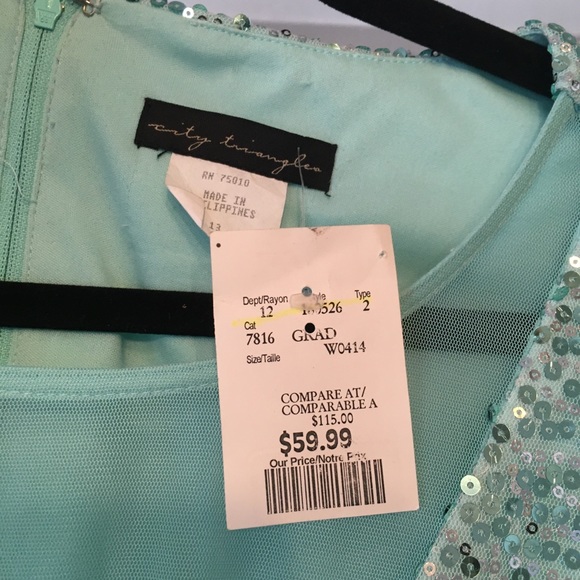 city triangles
RN 75010
MADE IN
13
Dept/Rayon Type
12 2
Cat
7816 GRAD
W0414
Size/Taille
COMPARE AT/
COMPARABLE A
$115.00
$59.99
Our Price/Notre Prix